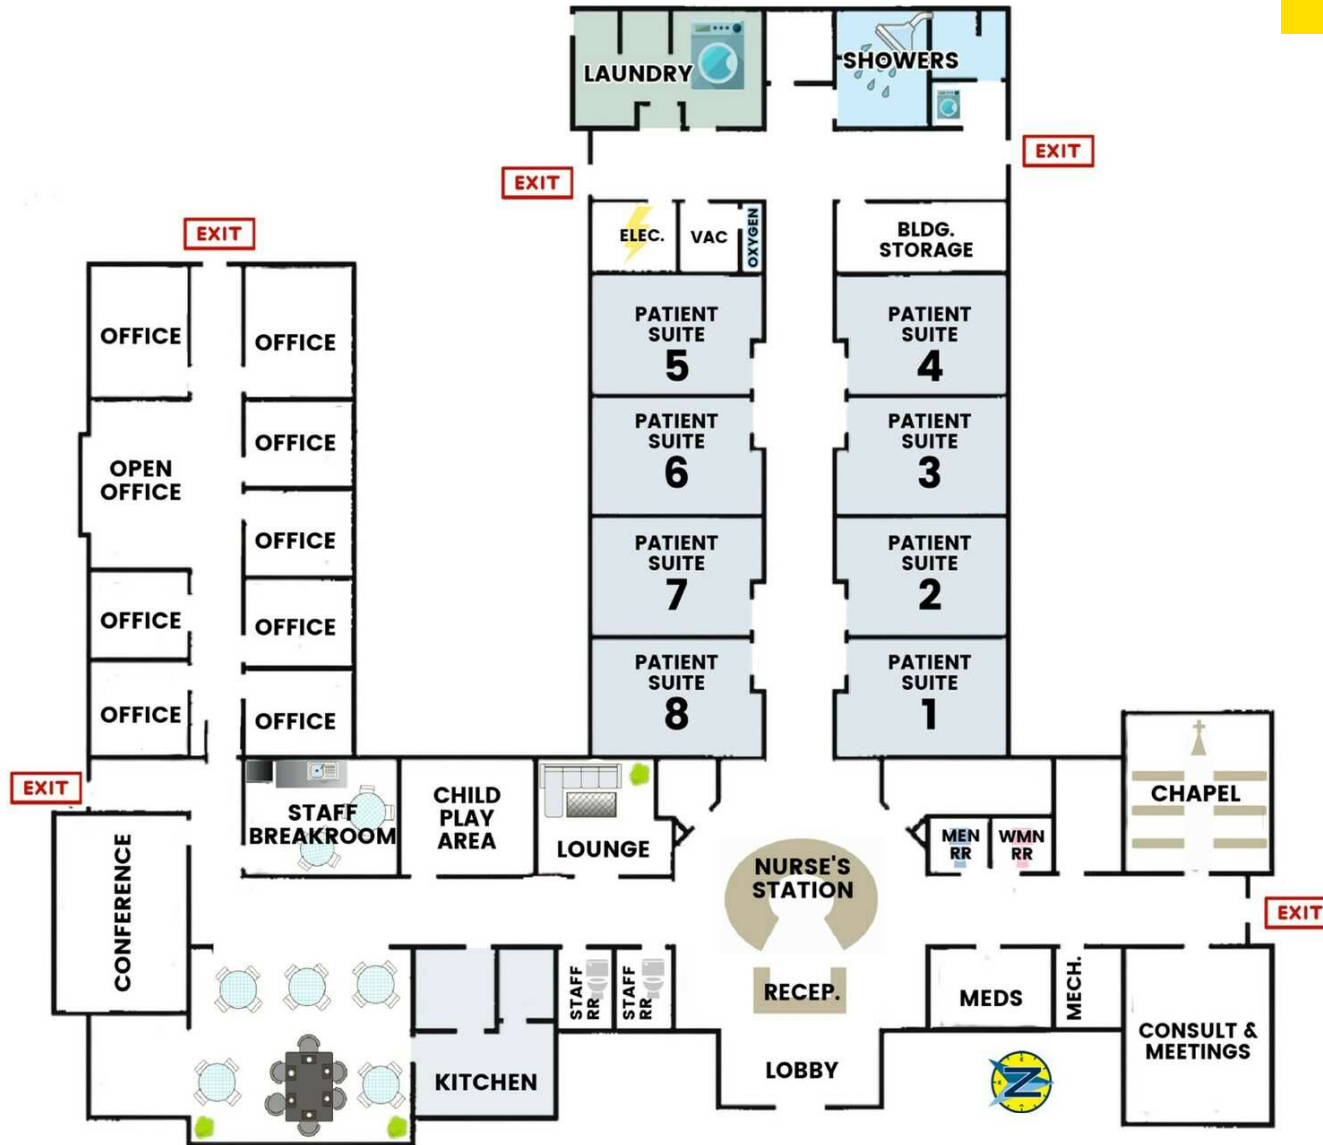 LAUNDRY
SHOWERS
EXIT
EXIT
ELEC.
VAC
OXYGEN
BLDG.
STORAGE
EXIT
PATIENT
SUITE
5
PATIENT
SUITE
4
OFFICE
OFFICE
PATIENT
SUITE
6
PATIENT
SUITE
3
OFFICE
OPEN
OFFICE
OFFICE
PATIENT
SUITE
7
PATIENT
SUITE
2
OFFICE
OFFICE
PATIENT
SUITE
8
PATIENT
SUITE
1
OFFICE
OFFICE
EXIT
STAFF
BREAKROOM
CHILD
PLAY
AREA
LOUNGE
MEN
RR
WMN
RR
CHAPEL
NURSE'S
STATION
EXIT
CONFERENCE
STAFF
RR
STAFF
RR
RECEP.
MEDS
MECH.
CONSULT &
MEETINGS
KITCHEN
LOBBY
Z